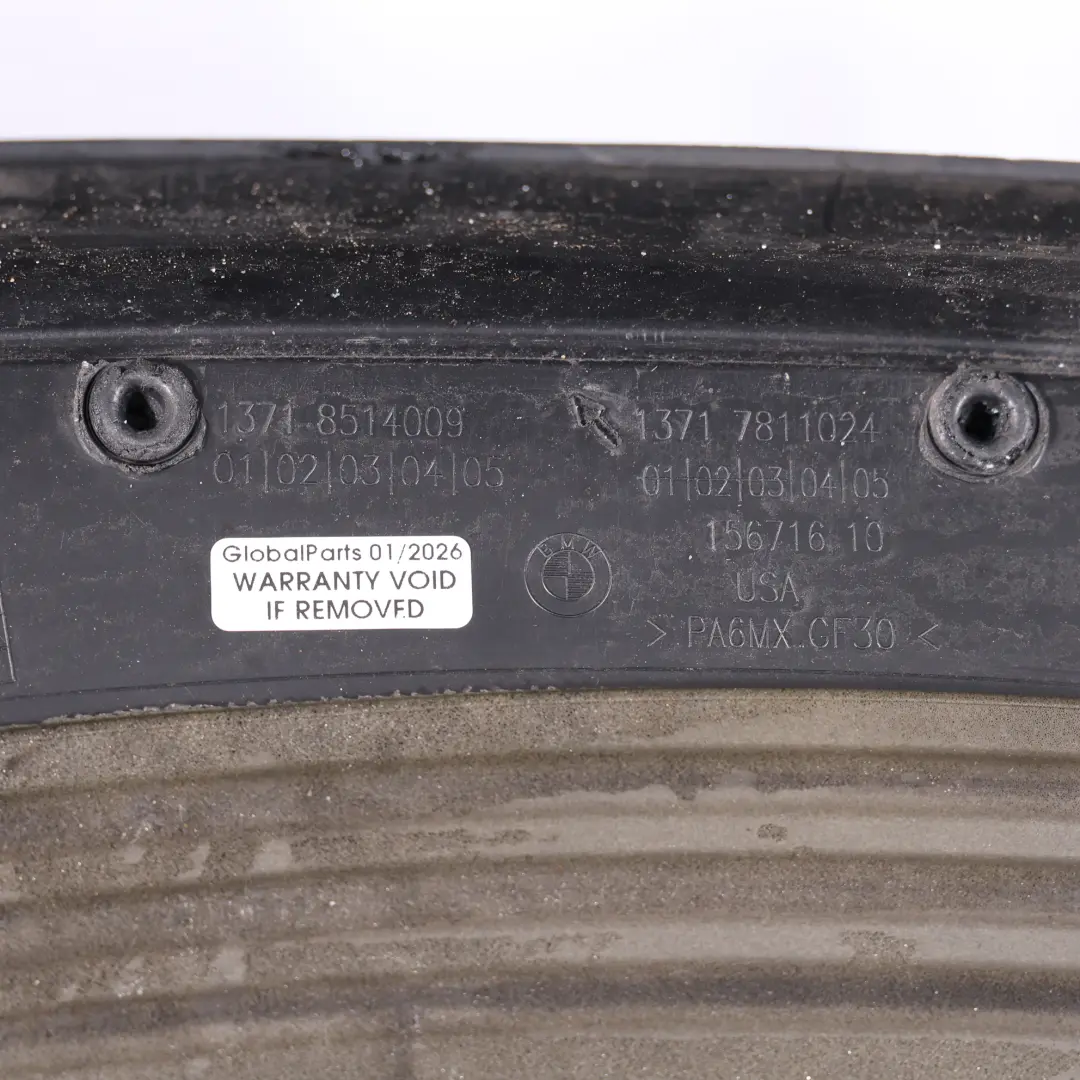 1371 8514009
01|02|03|04|05
1371 7811024
01|02|03|04|05
156716 10
USA
> PA6MX.GF30 <
BMW
GlobalParts 01/2026
WARRANTY VOID
IF REMOVED